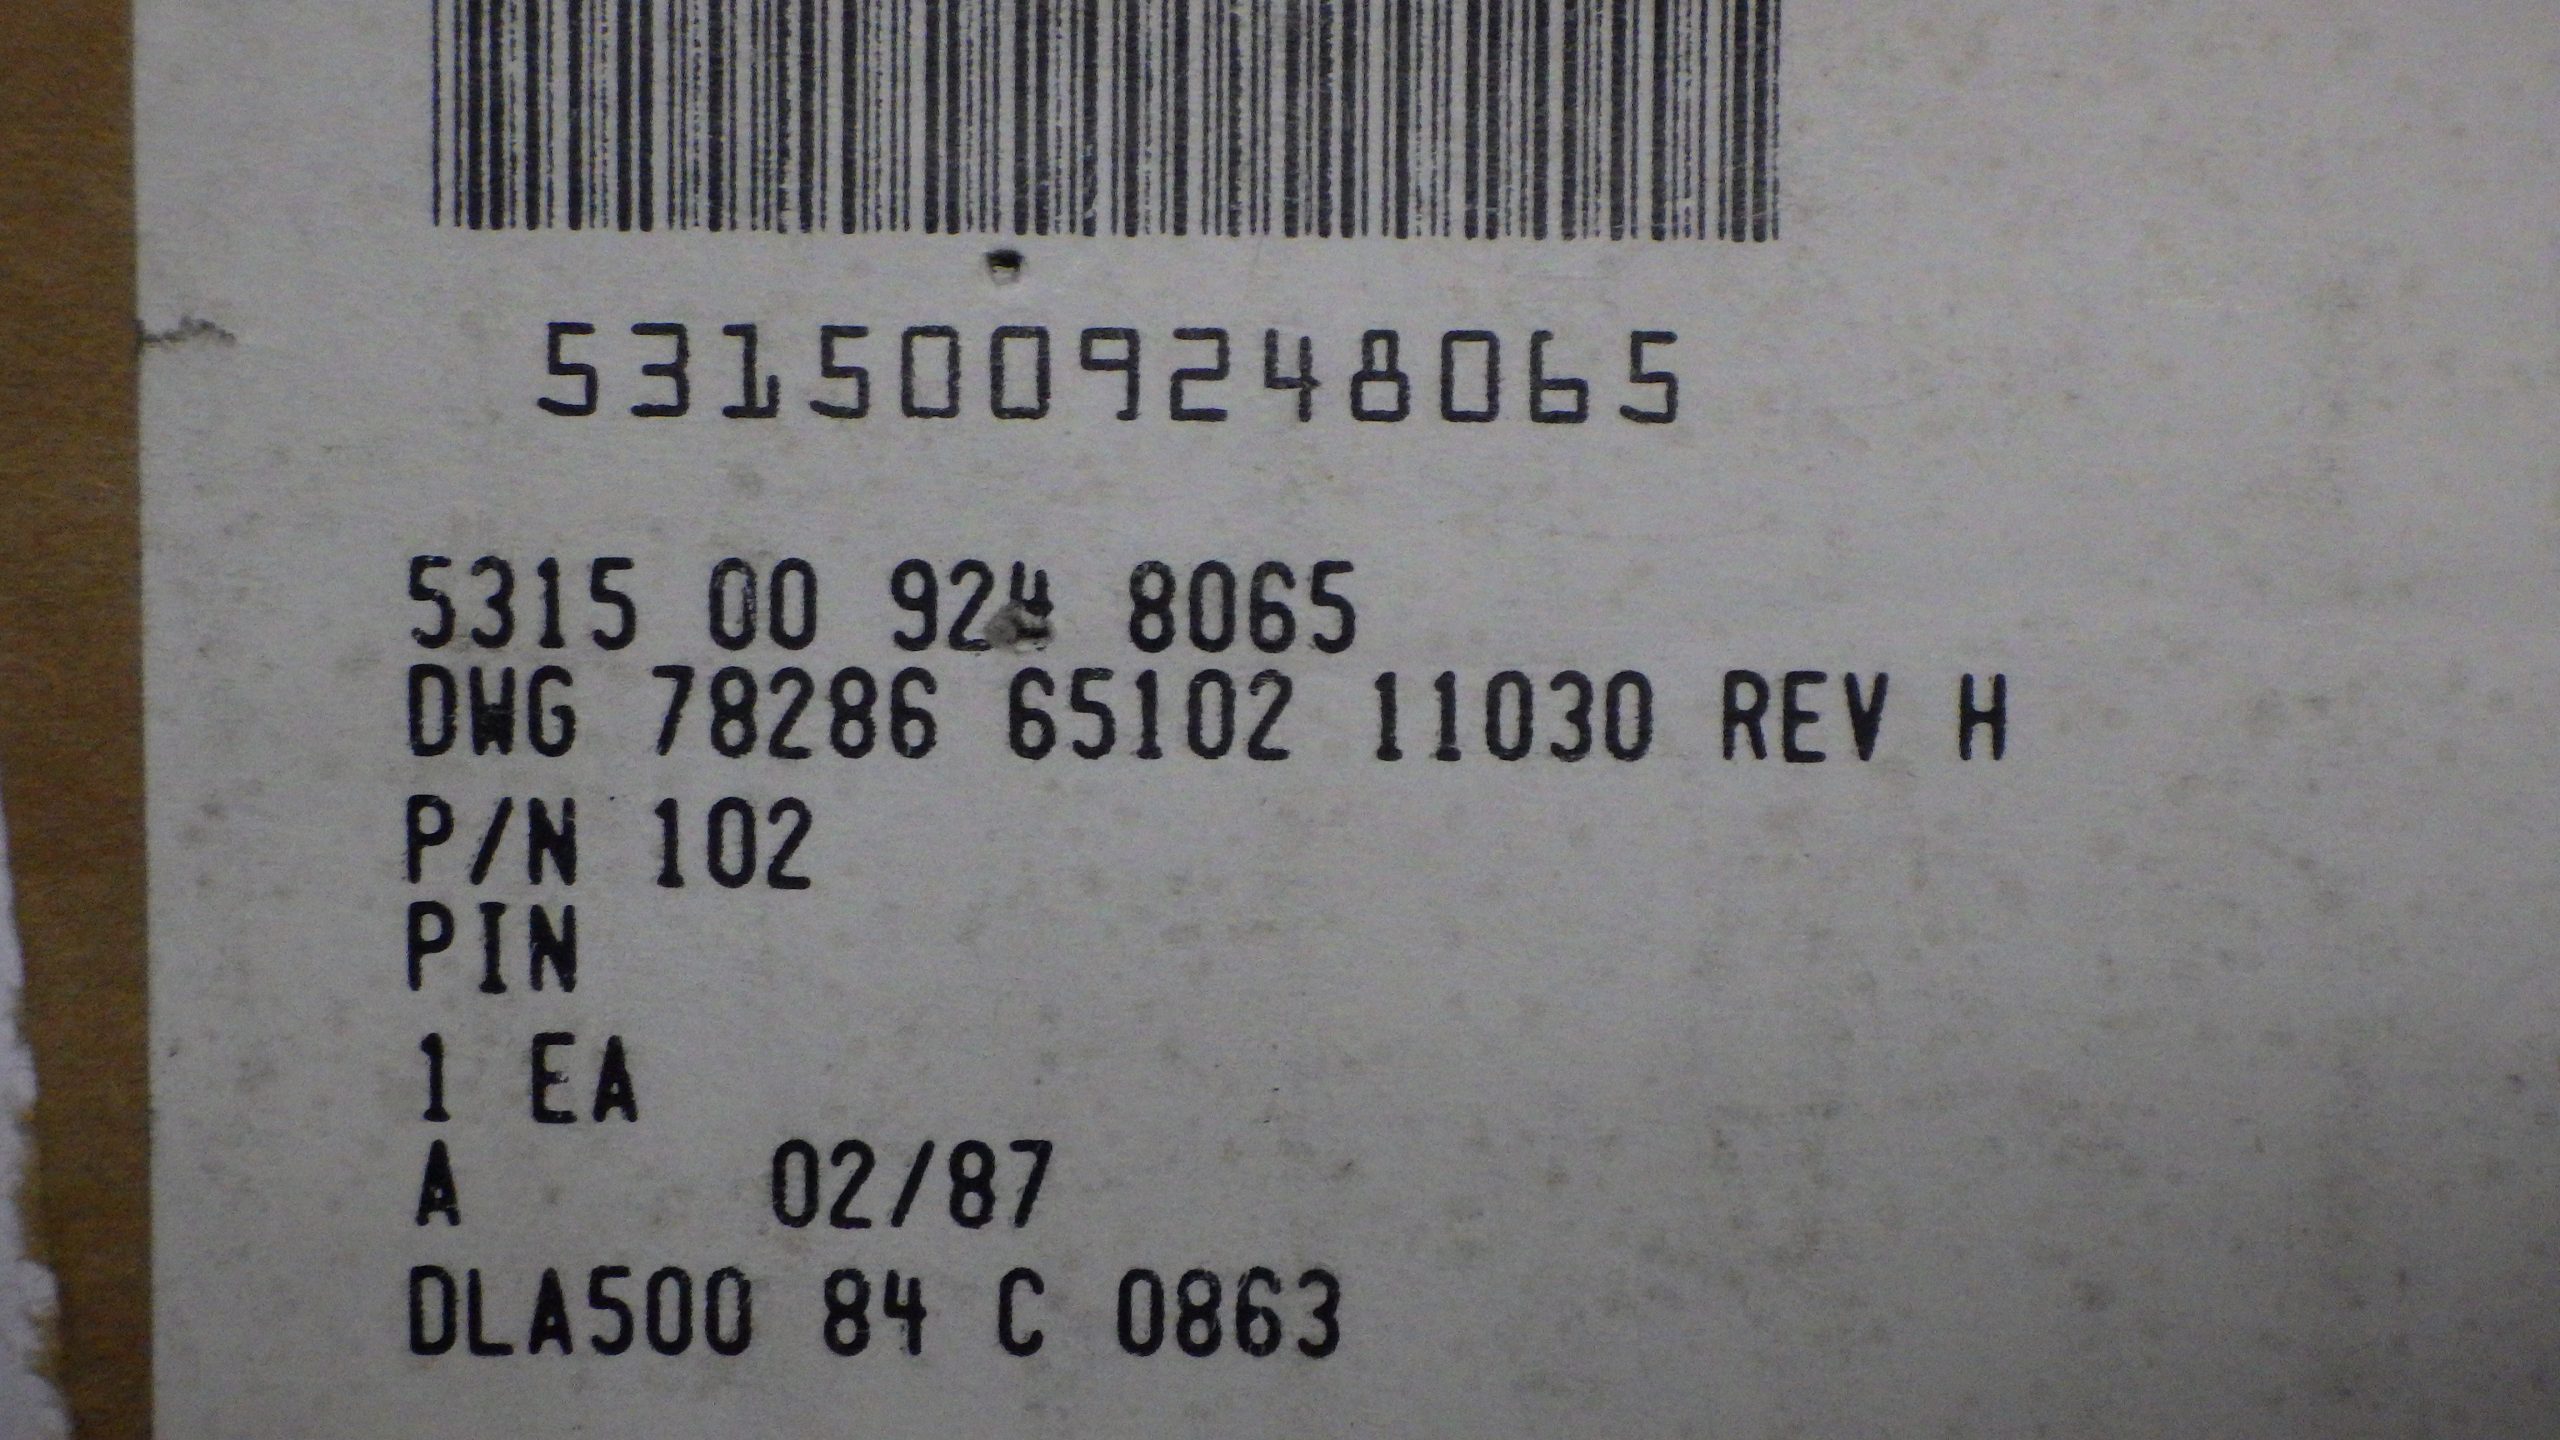 5315009248065
5315 00 924 8065
DWG 78286 65102 11030 REV H
P/N 102
PIN
1 EA
A 02/87
DLA500 84 C 0863